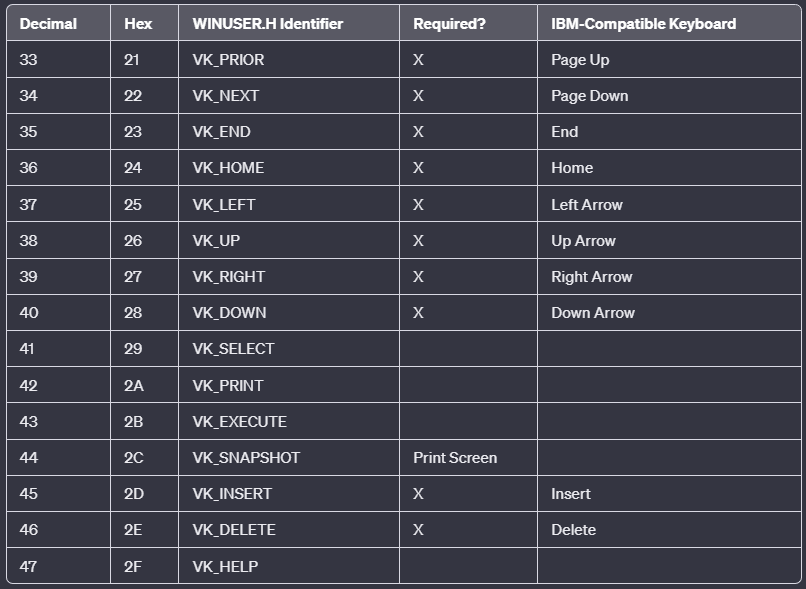 Decimal Hex WINUSER.H Identifier Required? IBM-Compatible Keyboard
33 21 VK_PRIOR X Page Up
34 22 VK_NEXT X Page Down
35 23 VK_END X End
36 24 VK_HOME X Home
37 25 VK_LEFT X Left Arrow
38 26 VK_UP X Up Arrow
39 27 VK_RIGHT X Right Arrow
40 28 VK_DOWN X Down Arrow
41 29 VK_SELECT
42 2A VK_PRINT
43 2B VK_EXECUTE
44 2C VK_SNAPSHOT Print Screen
45 2D VK_INSERT X Insert
46 2E VK_DELETE X Delete
47 2F VK_HELP